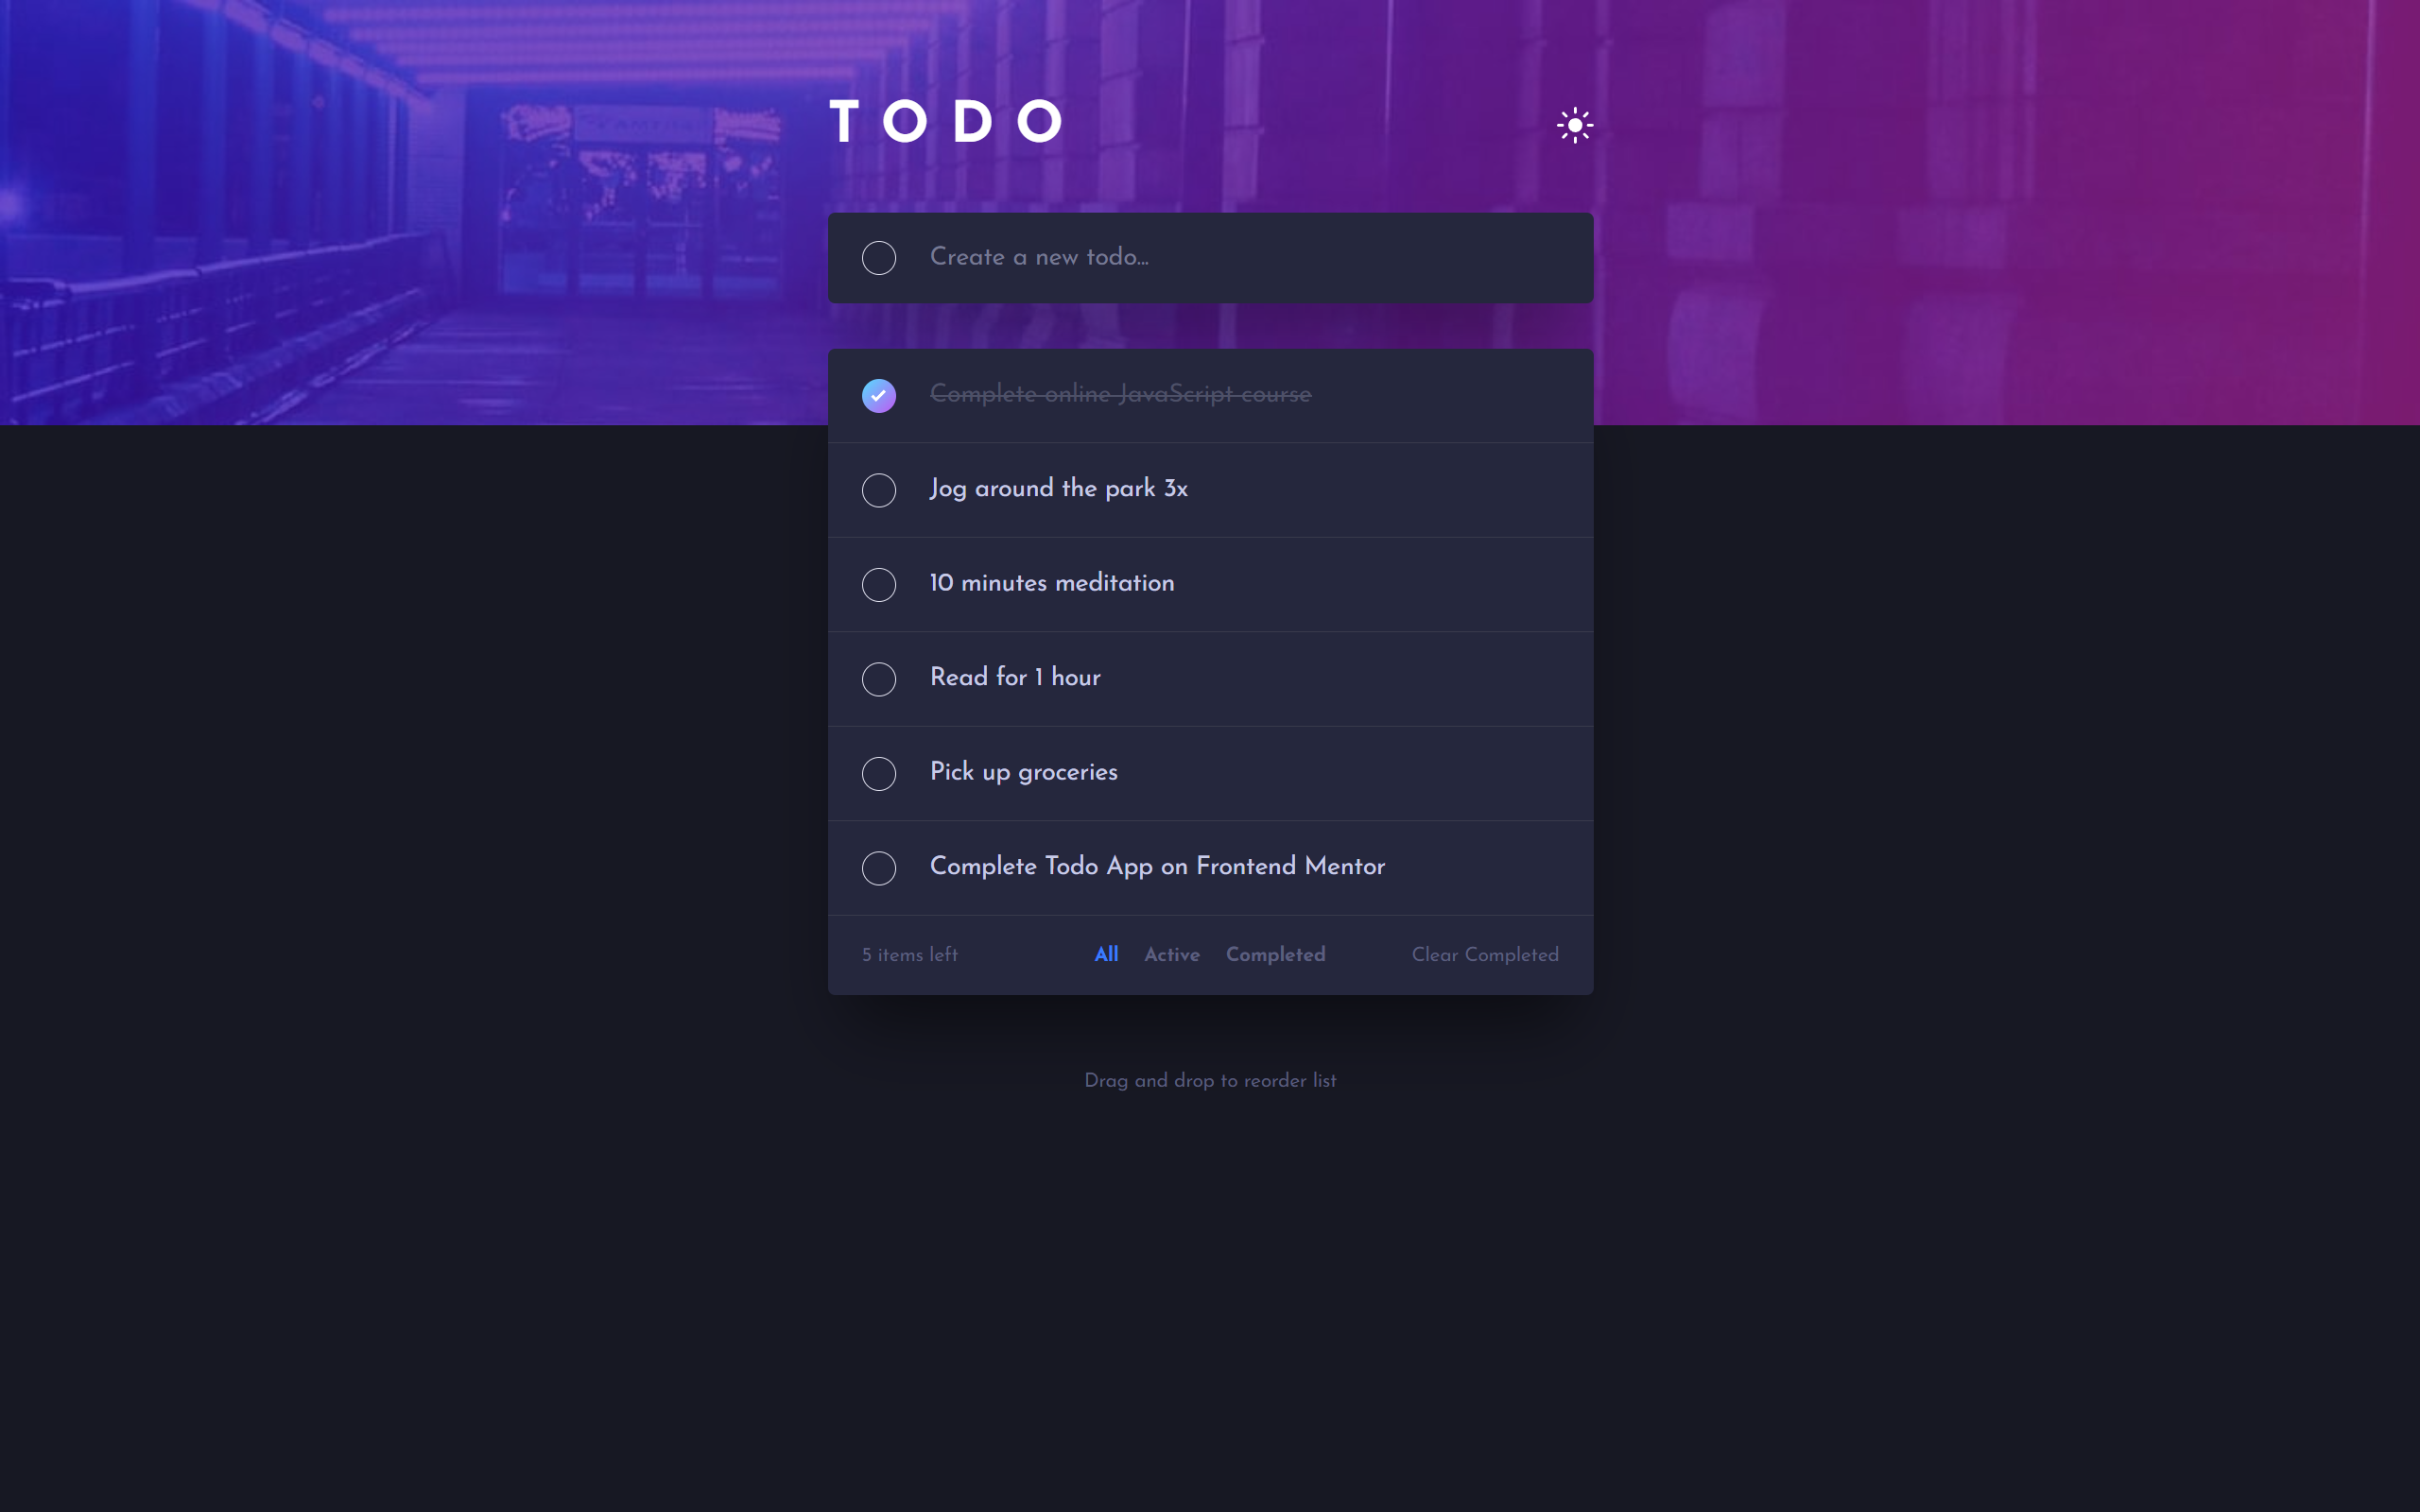 TODO
Create a new todo...
Complete online JavaScript course
Jog around the park 3x
10 minutes meditation
Read for 1 hour
Pick up groceries
Complete Todo App on Frontend Mentor
5 items left All Active Completed Clear Completed
Drag and drop to reorder list